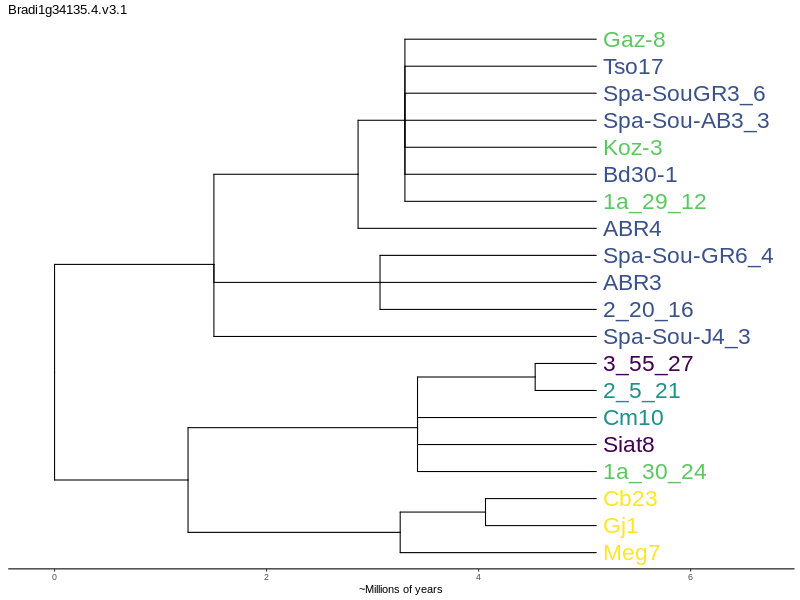 Bradi1g34135.4.v3.1
Gaz-8
Tso17
Spa-SouGR3_6
Spa-Sou-AB3_3
Koz-3
Bd30-1
1a_29_12
ABR4
Spa-Sou-GR6_4
ABR3
2_20_16
Spa-Sou-J4_3
3_55_27
2_5_21
Cm10
Siat8
1a_30_24
Cb23
Gj1
Meg7
0 2 4 6
~Millions of years